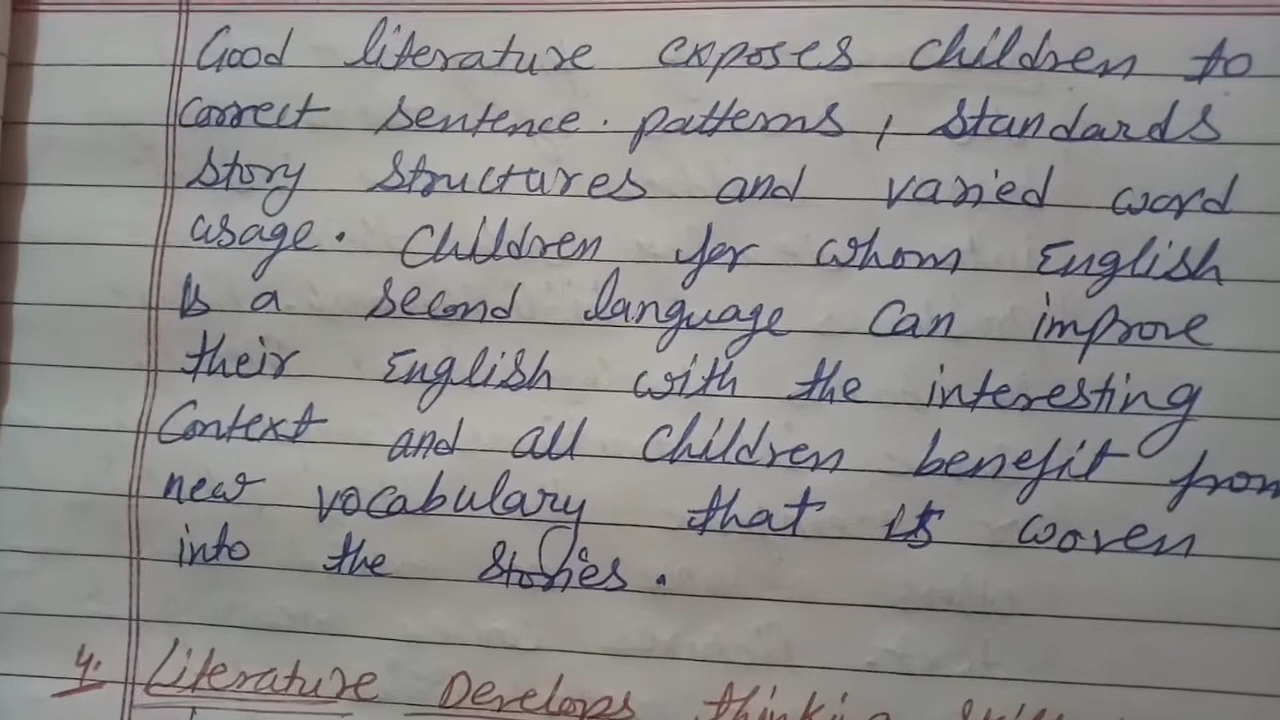 Good literature exposes children to
correct sentence. patterns, standards
story structures and varied word
usage. Children for whom English
is a second language can improve
their English with the interesting
Context and all children benefit from
new vocabulary that is woven
into the stories.
4. Literature Develops thinking